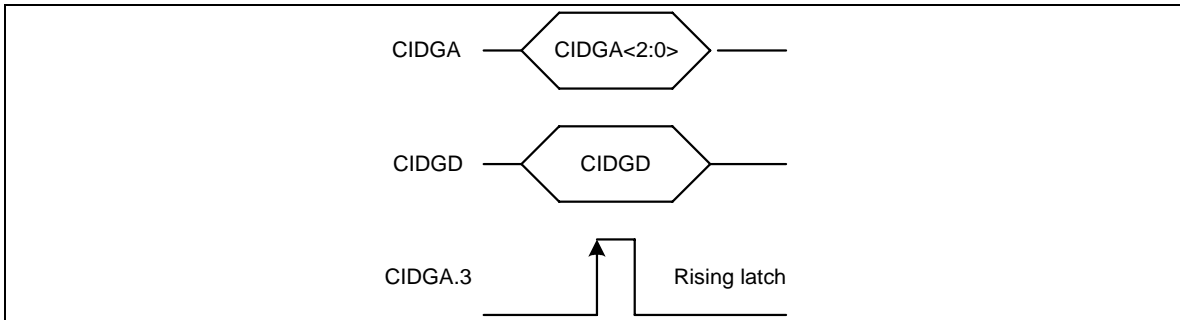 CIDGA CIDGA<2:0>
CIDGD CIDGD
CIDGA.3 Rising latch